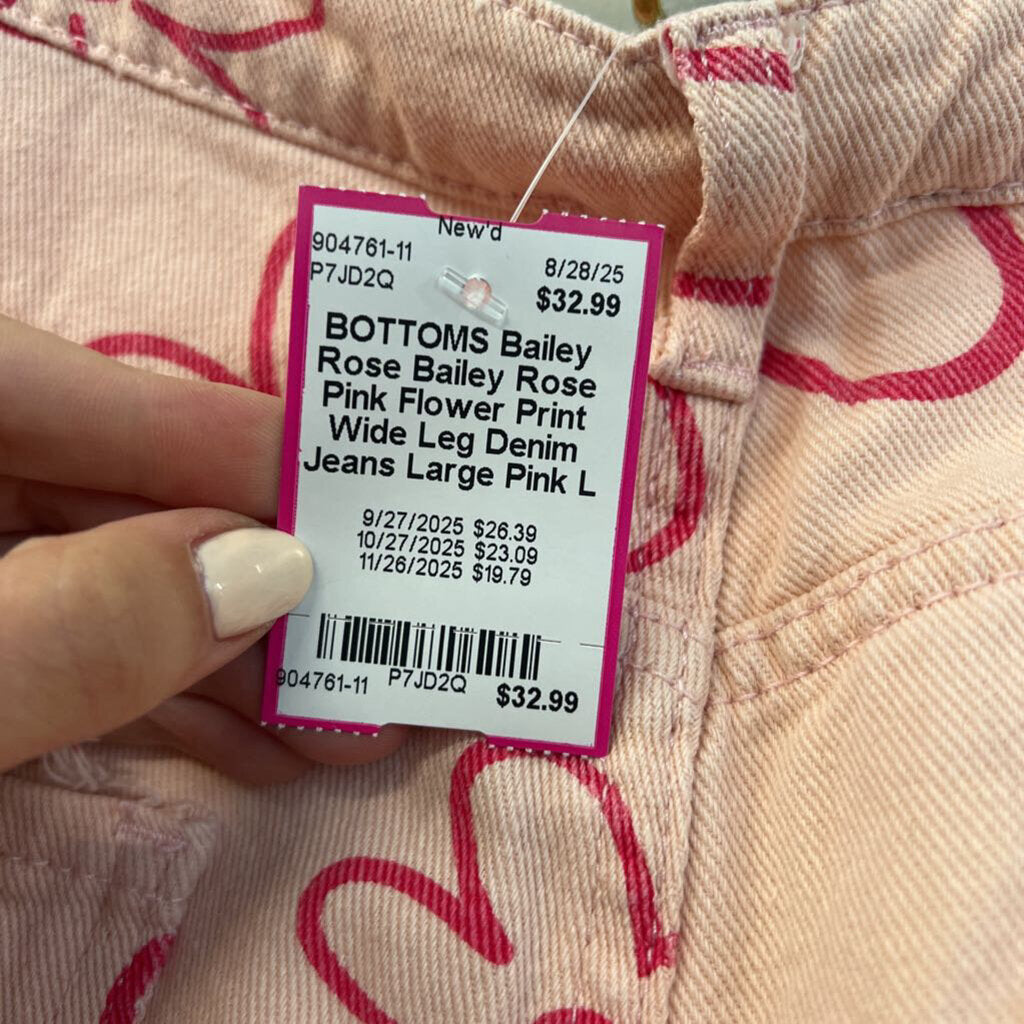 New'd
904761-11
P7JD2Q
8/28/25
$32.99
BOTTOMS Bailey
Rose Bailey Rose
Pink Flower Print
Wide Leg Denim
Jeans Large Pink L
9/27/2025 $26.39
10/27/2025 $23.09
11/26/2025 $19.79
904761-11 P7JD2Q $32.99